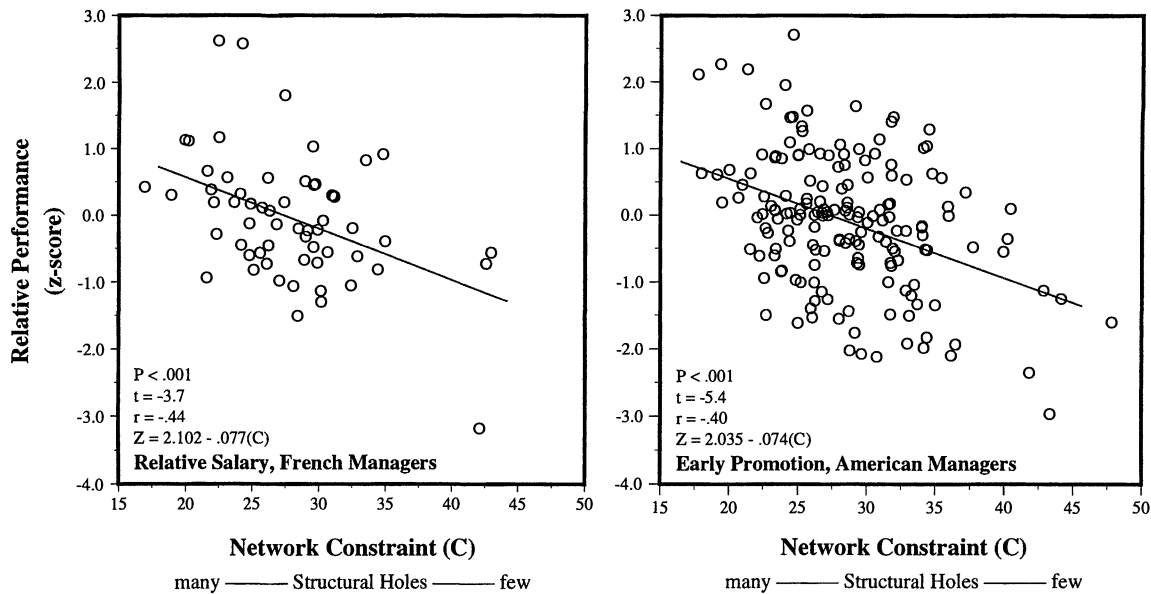 Relative Performance
(z-score)
3.0
2.0
1.0
0.0
-1.0
-2.0
-3.0
-4.0
P < .001
t = -3.7
r = -.44
Z = 2.102 - .077(C)
Relative Salary, French Managers
15 20 25 30 35 40 45 50
Network Constraint (C)
many Structural Holes few
3.0
2.0
1.0
0.0
-1.0
-2.0
-3.0
-4.0
P < .001
t = -5.4
r = -.40
Z = 2.035 - .074(C)
Early Promotion, American Managers
15 20 25 30 35 40 45 50
Network Constraint (C)
many Structural Holes few